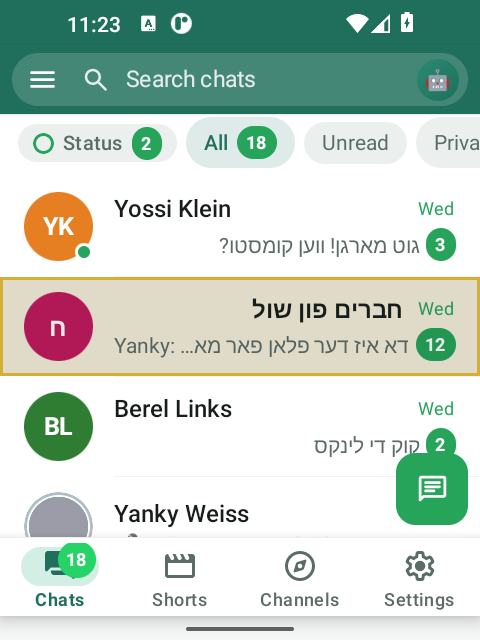 11:23
Search chats
Status 2
All 18
Unread
Priva
YK
Yossi Klein
Wed
גוט מארגן! ווען קומסטו?
3
ח
חברים פון שול
Wed
Yanky: דא איז דער פלאן פאר מא...
12
BL
Berel Links
Wed
קוק די לינקס
2
Yanky Weiss
18
Chats
Shorts
Channels
Settings